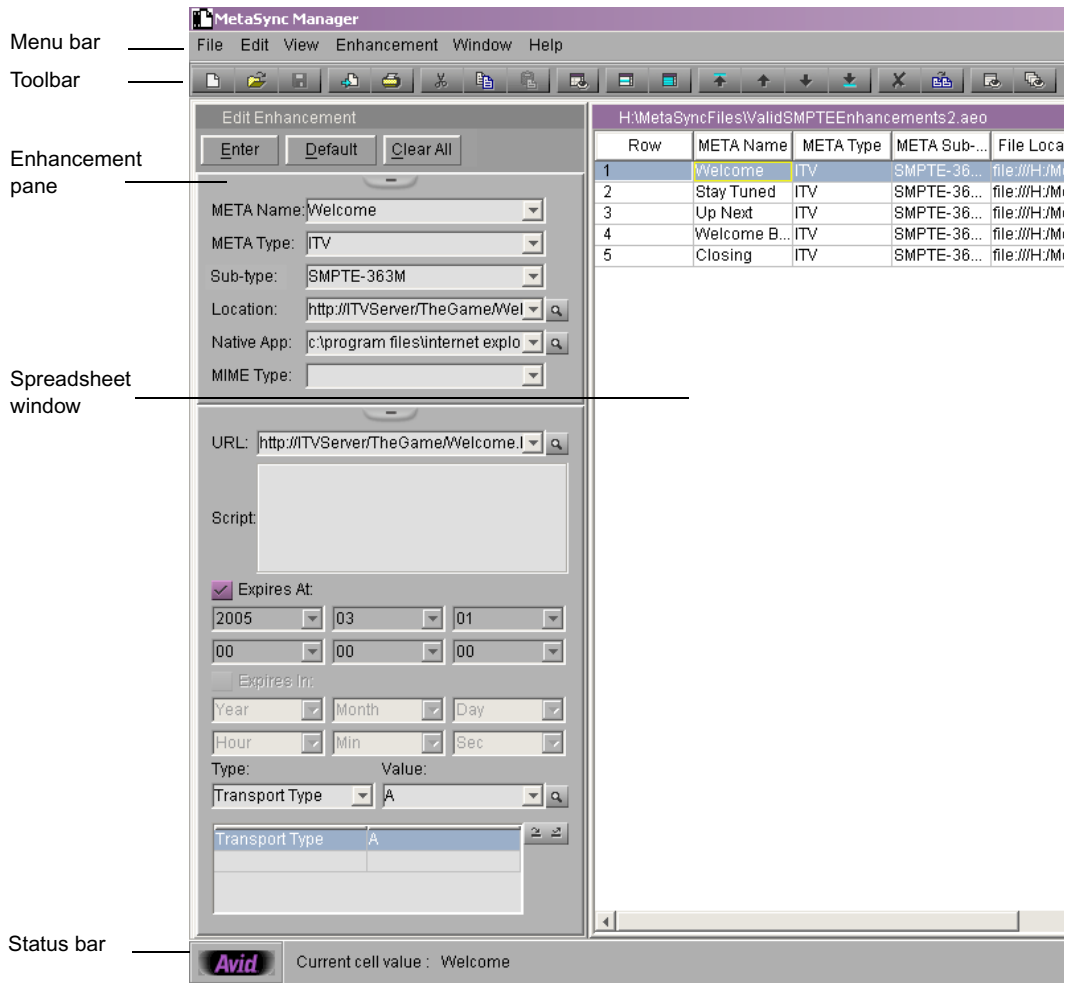 MetaSync Manager
Menu bar
File Edit View Enhancement Window Help
Toolbar
Edit Enhancement
H:\MetaSyncFiles\ValidSMPTEEnhancements2.aeo
Enter Default Clear All
Row META Name META Type META Sub-... File Loca
Enhancement
pane
1 Welcome ITV SMPTE-36... file:///H:/Me
2 Stay Tuned ITV SMPTE-36... file:///H:/Me
3 Up Next ITV SMPTE-36... file:///H:/Me
4 Welcome B... ITV SMPTE-36... file:///H:/Me
5 Closing ITV SMPTE-36... file:///H:/Me
META Name: Welcome
META Type: ITV
Sub-type: SMPTE-363M
Location: http://ITVServer/TheGame/Wel
Native App: c:\program files\internet explo
MIME Type:
Spreadsheet
window
URL: http://ITVServer/TheGame/Welcome.
Script:
Expires At:
2005 03 01
00 00 00
Expires In:
Year Month Day
Hour Min Sec
Type: Value:
Transport Type A
Transport Type A
Status bar
Avid Current cell value : Welcome